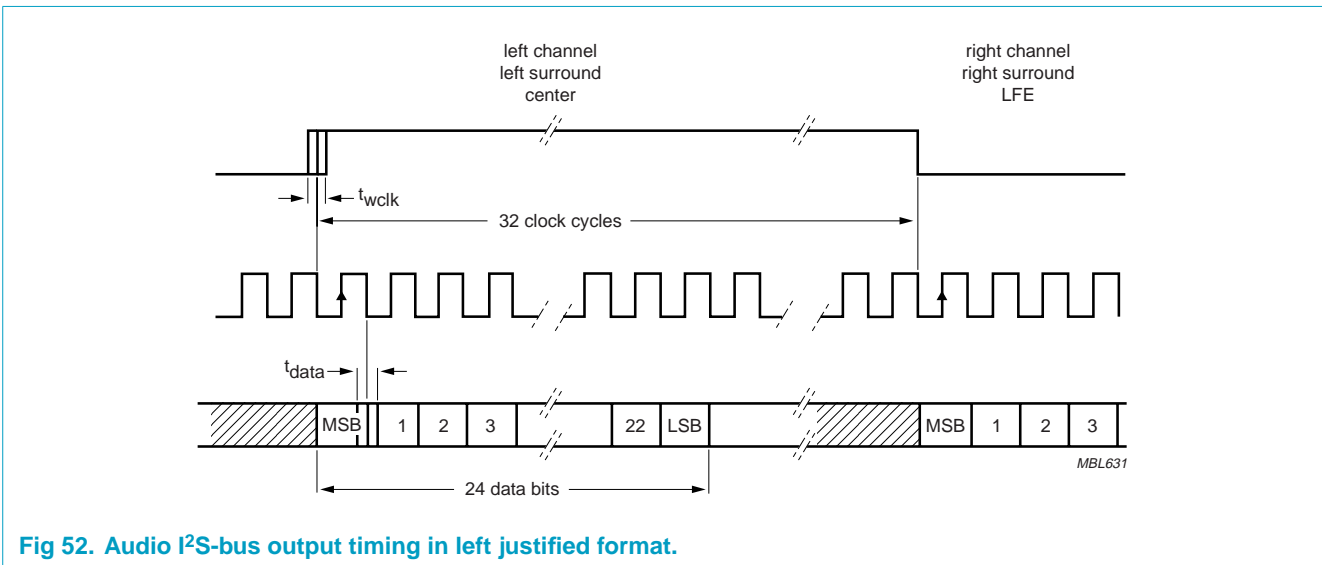 left channel
left surround
center
right channel
right surround
LFE
twclk
32 clock cycles
tdata
MSB 1 2 3 22 LSB MSB 1 2 3
MBL631
24 data bits
Fig 52. Audio I²S-bus output timing in left justified format.